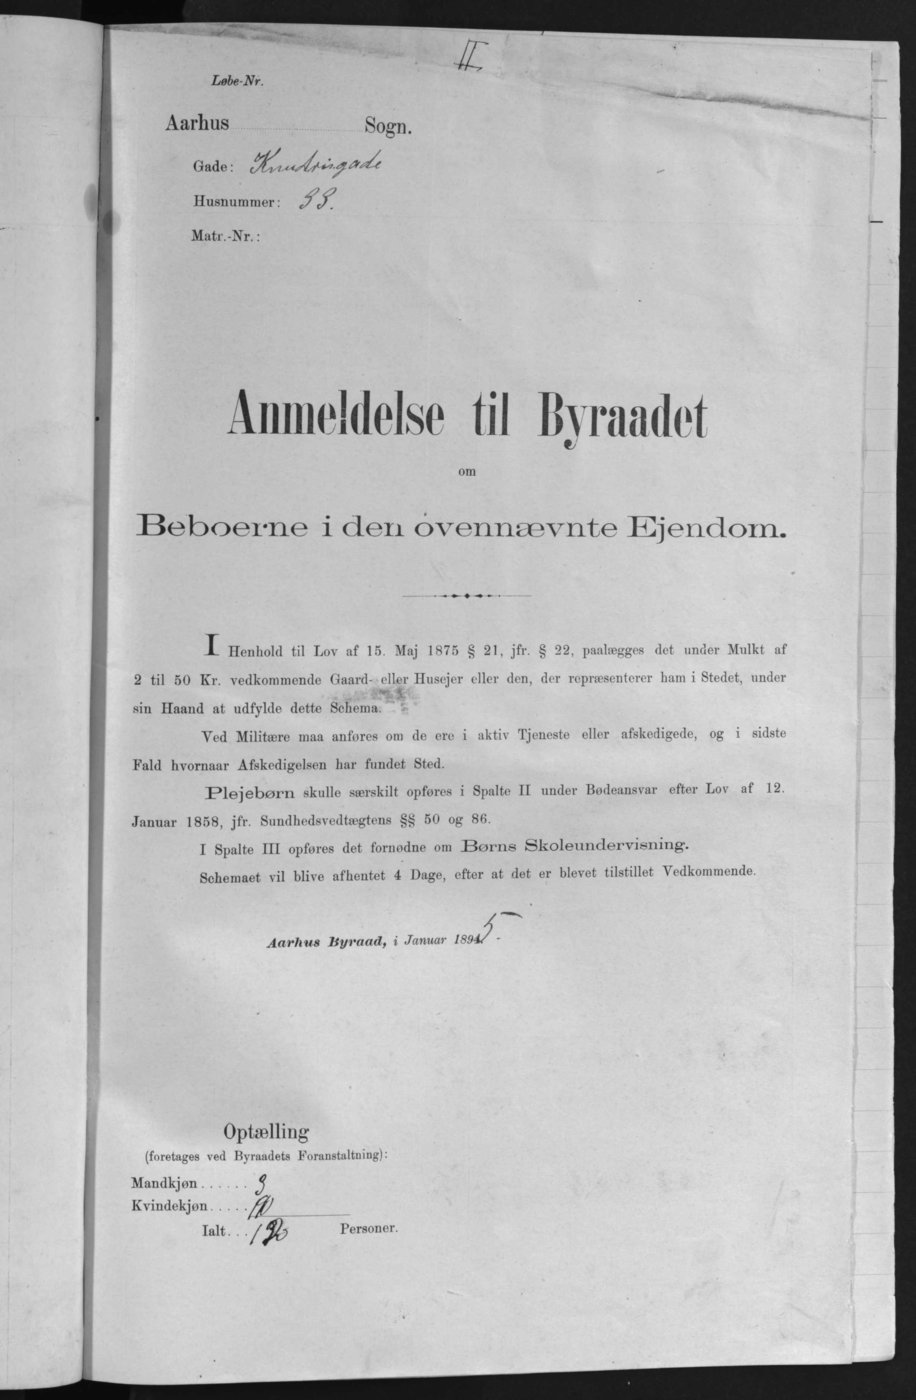 II
Løbe-Nr.
Aarhus Sogn.
Gade: Knudrisgade
Husnummer: 33.
Matr.-Nr.:
Anmeldelse til Byraadet
om
Beboerne i den ovennævnte Ejendom.
I Henhold til Lov af 15. Maj 1875 § 21, jfr. § 22, paalægges det under Mulkt af
2 til 50 Kr. vedkommende Gaard- eller Husejer eller den, der repræsenterer ham i Stedet, under
sin Haand at udfylde dette Schema.
Ved Militære maa anføres om de ere i aktiv Tjeneste eller afskedigede, og i sidste
Fald hvornaar Afskedigelsen har fundet Sted.
Plejebørn skulle særskilt opføres i Spalte II under Bødeansvar efter Lov af 12.
Januar 1858, jfr. Sundhedsvedtægtens §§ 50 og 86.
I Spalte III opføres det fornødne om Børns Skoleundervisning.
Schemaet vil blive afhentet 4 Dage, efter at det er blevet tilstillet Vedkommende.
Aarhus Byraad, i Januar 1895.
Optælling
(foretages ved Byraadets Foranstaltning):
Mandkjøn ...... 3
Kvindekjøn .....
Ialt ... Personer.